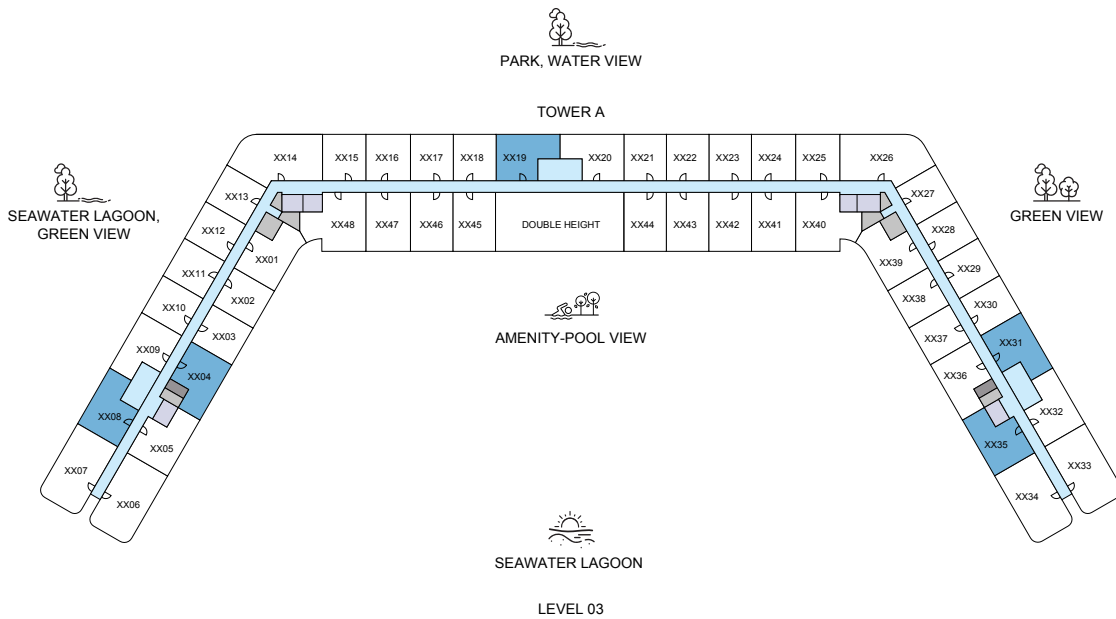 PARK, WATER VIEW
TOWER A
XX14 XX15 XX16 XX17 XX18 XX19 XX20 XX21 XX22 XX23 XX24 XX25 XX26
SEAWATER LAGOON,
GREEN VIEW
GREEN VIEW
XX13 XX27
XX48 XX47 XX46 XX45 DOUBLE HEIGHT XX44 XX43 XX42 XX41 XX40
XX12 XX28
XX01 XX39
XX11 XX29
XX02 XX38
XX10 XX30
XX03 XX37
AMENITY-POOL VIEW
XX09 XX31
XX04 XX36
XX08 XX32
XX05 XX35
XX07 XX33
XX06 XX34
SEAWATER LAGOON
LEVEL 03